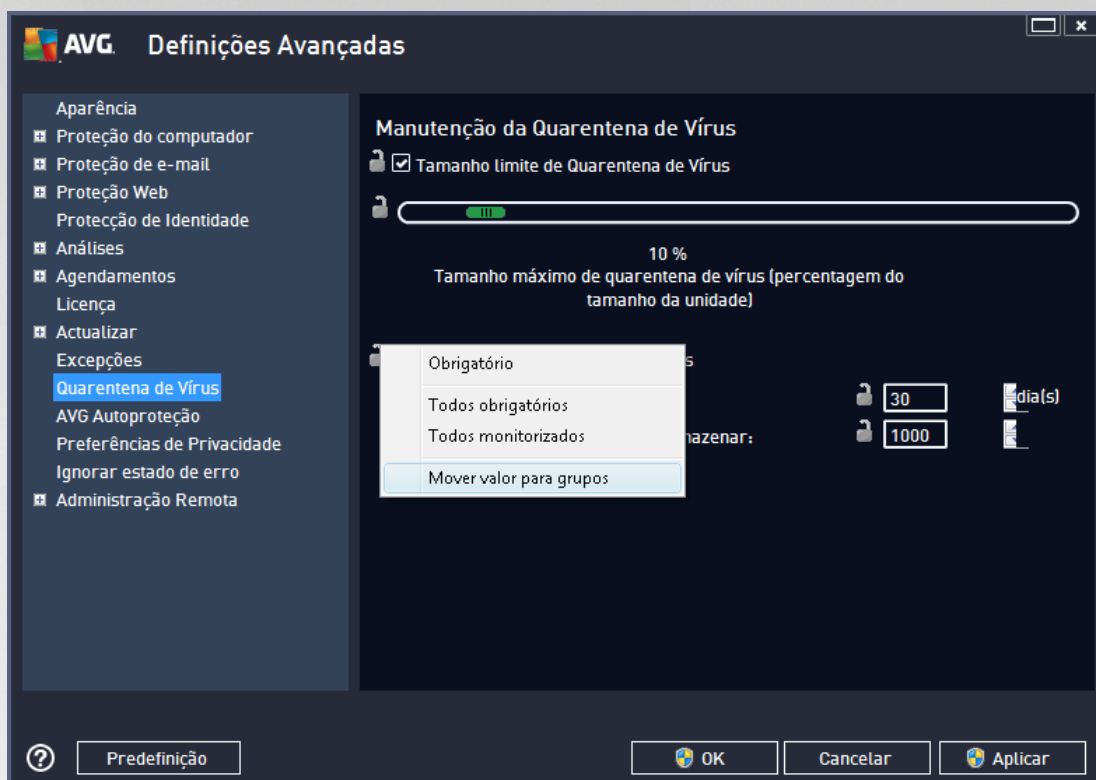 AVG. Definições Avançadas
Aparência
Proteção do computador
Proteção de e-mail
Proteção Web
Protecção de Identidade
Análises
Agendamentos
Licença
Actualizar
Excepções
Quarentena de Vírus
AVG Autoproteção
Preferências de Privacidade
Ignorar estado de erro
Administração Remota
Manutenção da Quarentena de Vírus
Tamanho limite de Quarentena de Vírus
10 %
Tamanho máximo de quarentena de vírus (percentagem do
tamanho da unidade)
Obrigatório
Todos obrigatórios
Todos monitorizados
Mover valor para grupos
30 dia(s)
1000
Predefinição
OK
Cancelar
Aplicar